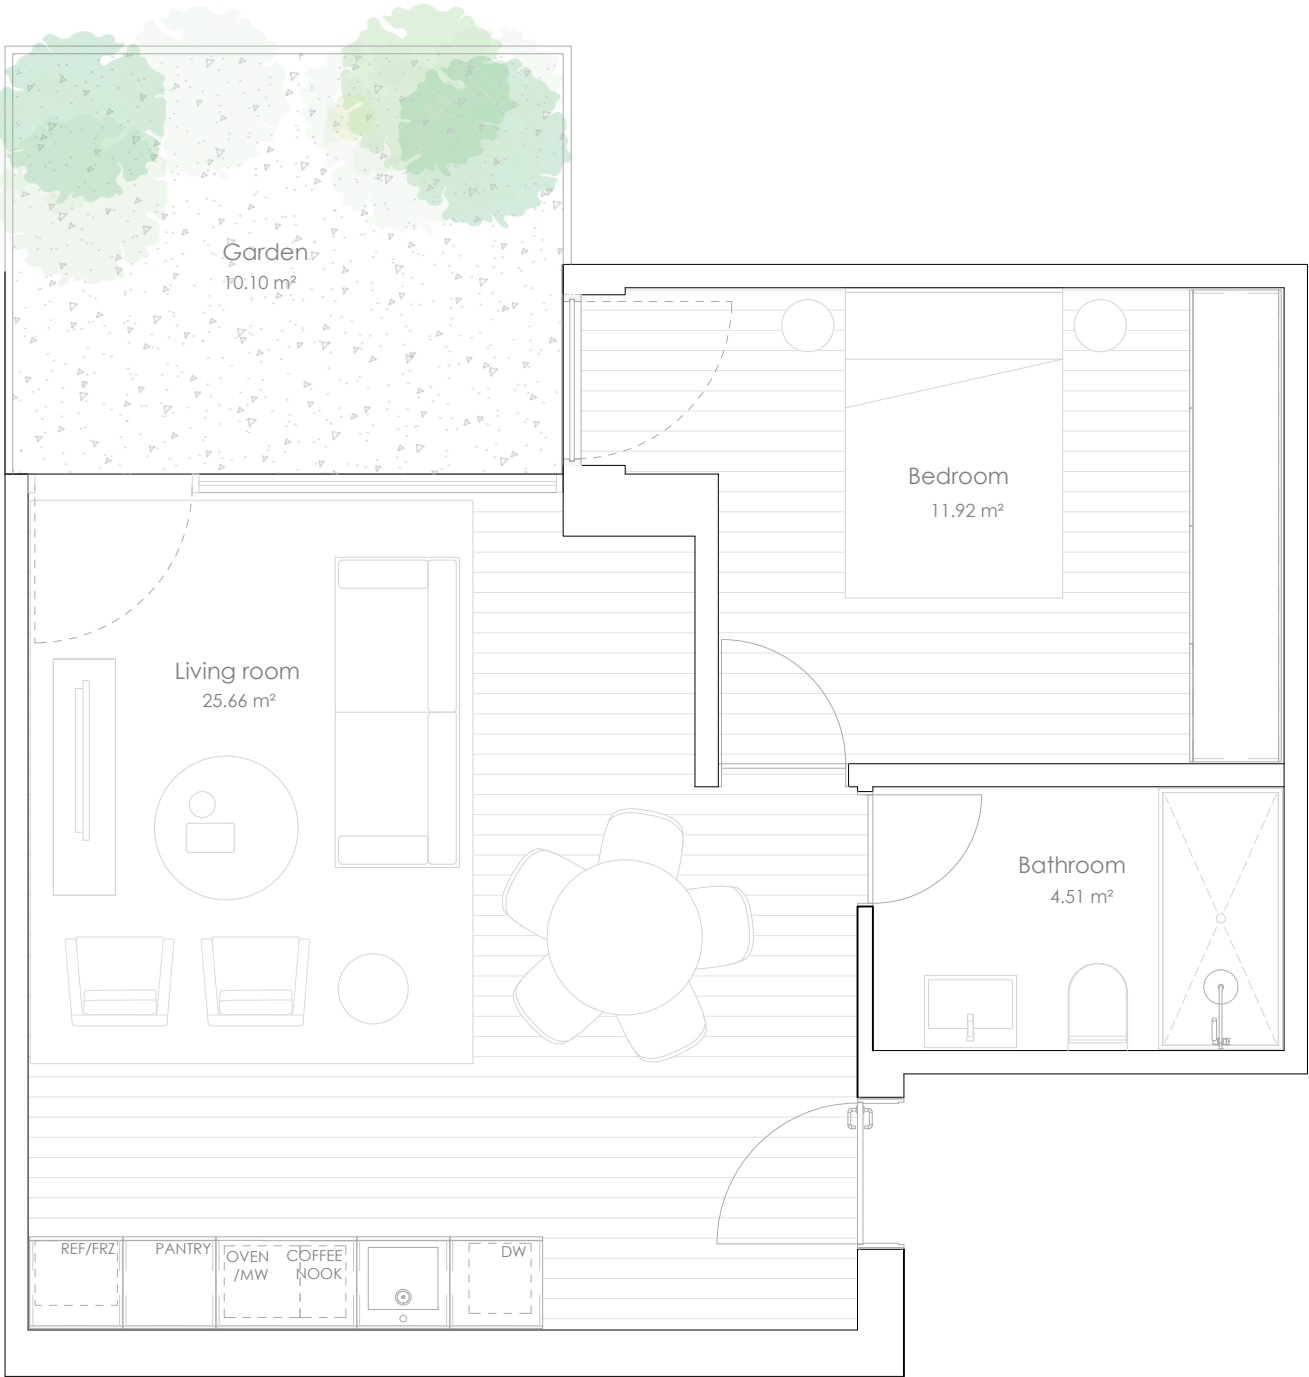 Garden
10.10 m²
Bedroom
11.92 m²
Living room
25.66 m²
Bathroom
4.51 m²
REF/FRZ
PANTRY
OVEN
/MW
COFFEE
NOOK
DW